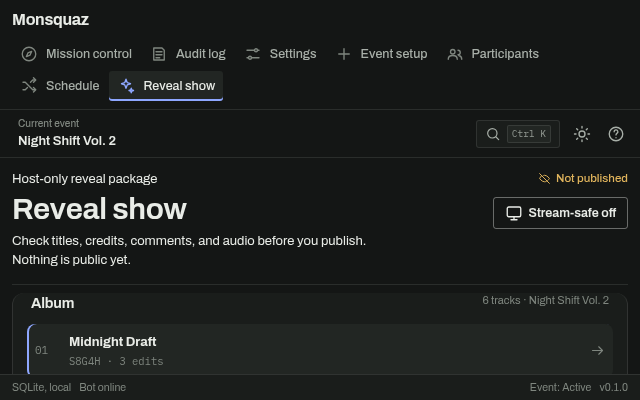 Monsquaz
Mission control
Audit log
Settings
Event setup
Participants
Schedule
Reveal show
Current event
Night Shift Vol. 2
Ctrl K
Host-only reveal package
Not published
Reveal show
Stream-safe off
Check titles, credits, comments, and audio before you publish.
Nothing is public yet.
Album
6 tracks · Night Shift Vol. 2
01
Midnight Draft
S8G4H · 3 edits
SQLite, local
Bot online
Event: Active
v0.1.0